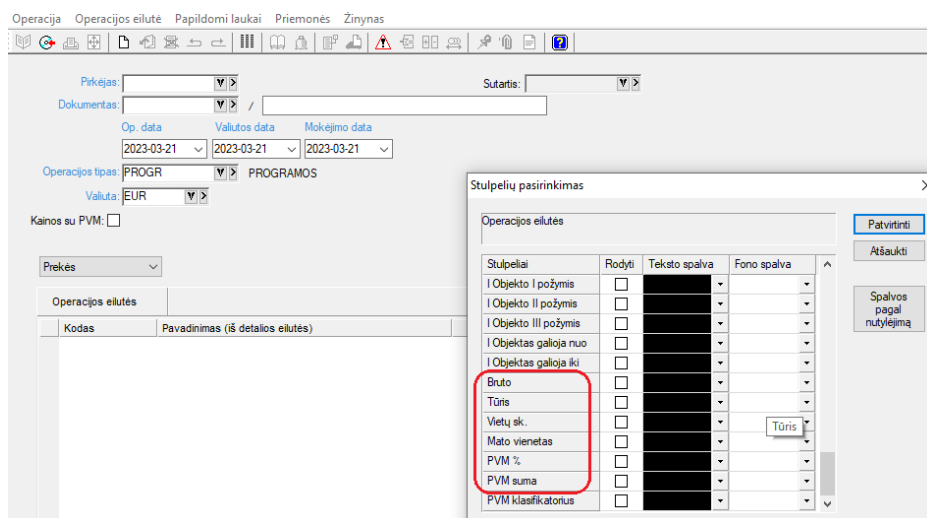 Operacija Operacijos eilutė Papildomi laukai Priemonės Žinynas
Pirkėjas:
Sutartis:
Dokumentas: /
Op. data Valiutos data Mokėjimo data
2023-03-21 2023-03-21 2023-03-21
Operacijos tipas: PROGR PROGRAMOS
Valiuta: EUR
Kainos su PVM:
Prekės
Operacijos eilutės
Kodas Pavadinimas (iš detalios eilutės)
Stulpelių pasirinkimas
Operacijos eilutės
Patvirtinti
Atšaukti
Spalvos
pagal
nutylėjimą
Stulpeliai Rodyti Teksto spalva Fono spalva
I Objekto I požymis
I Objekto II požymis
I Objekto III požymis
I Objektas galioja nuo
I Objektas galioja iki
Bruto
Tūris
Vietų sk.
Tūris
Mato vienetas
PVM %
PVM suma
PVM klasifikatorius